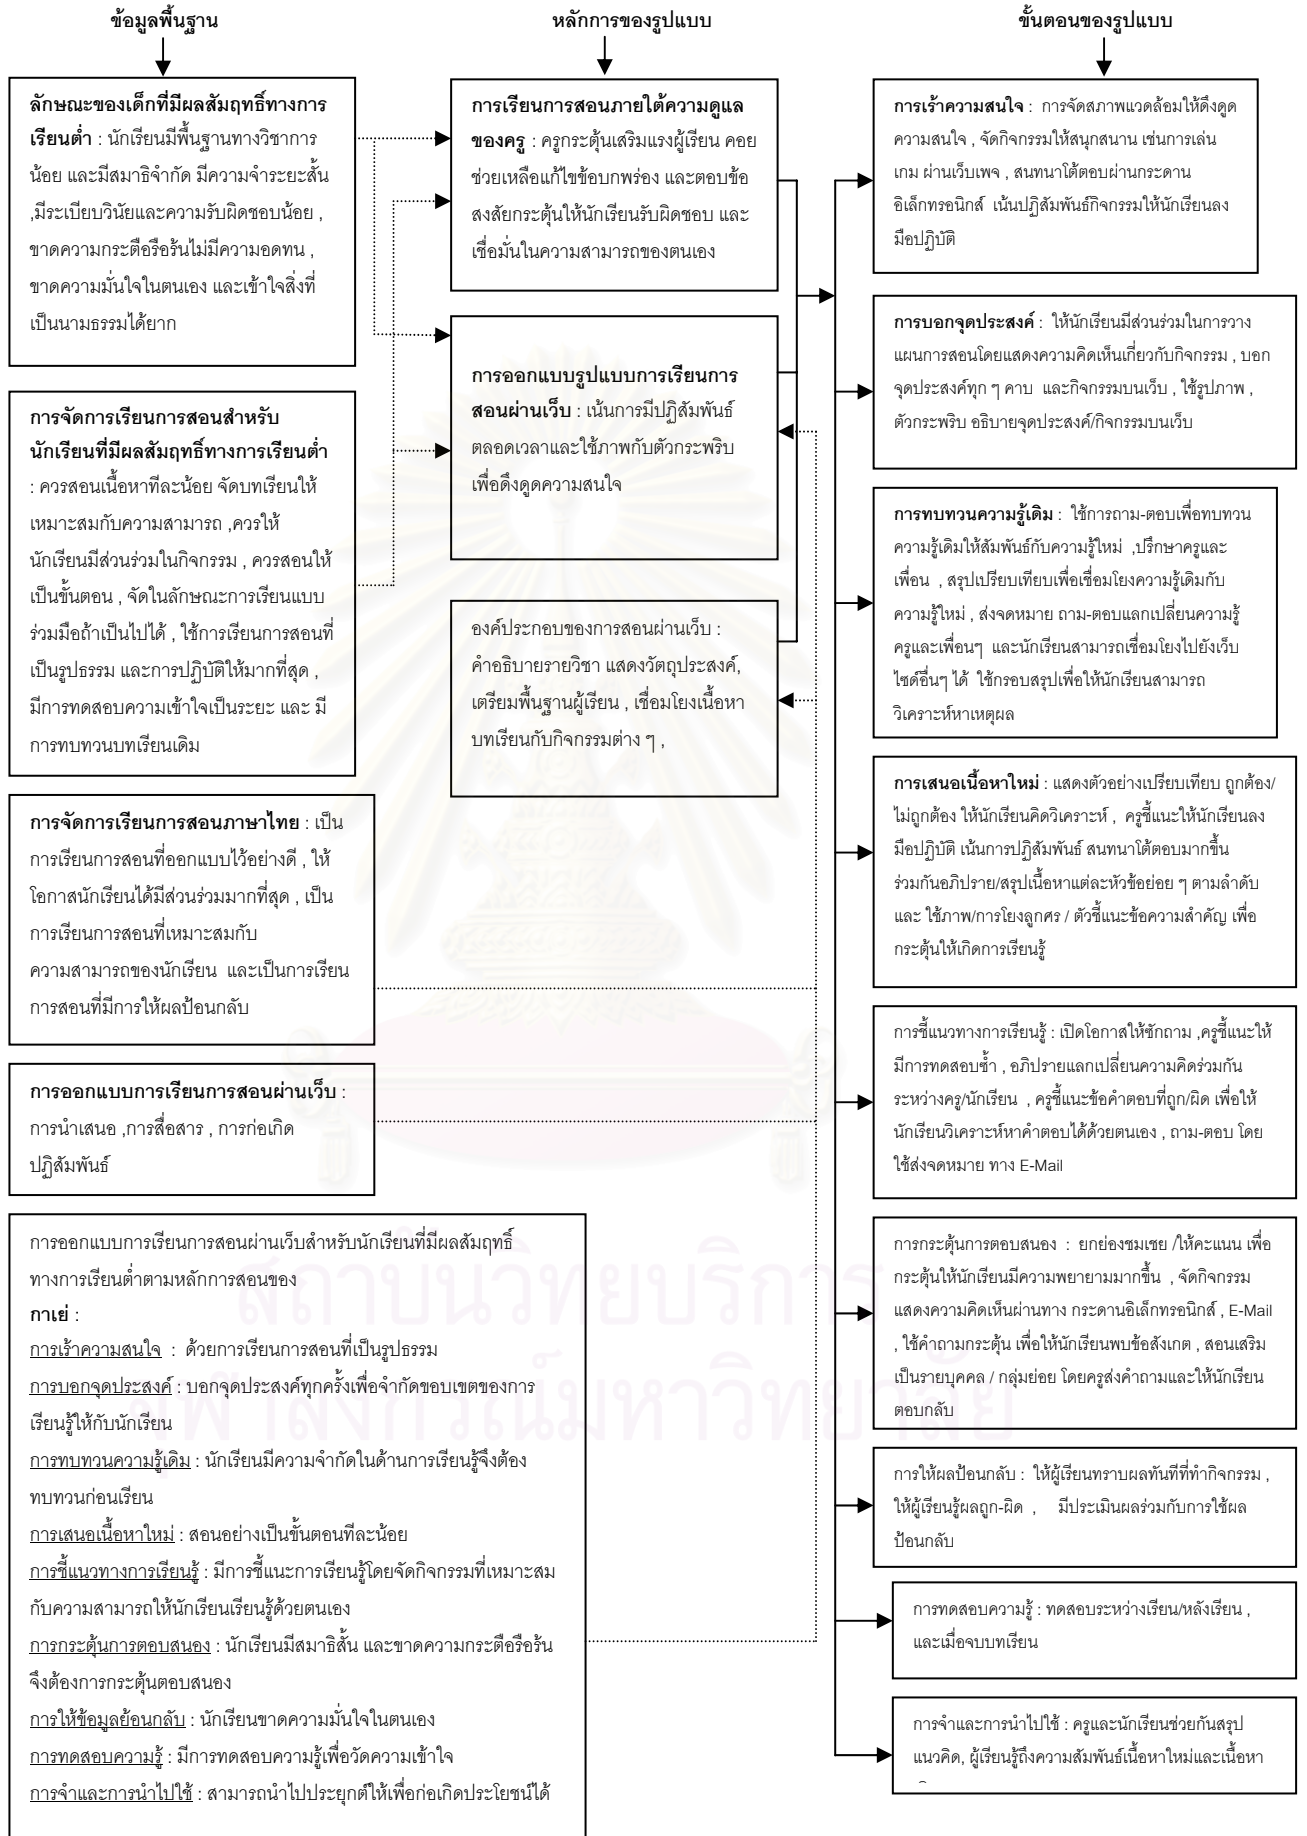 ข้อมูลพื้นฐาน
หลักการของรูปแบบ
ขั้นตอนของรูปแบบ
ลักษณะของเด็กที่มีผลสัมฤทธิ์ทางการ
เรียนต่ำ : นักเรียนมีพื้นฐานทางวิชาการ
น้อย และมีสมาธิจำกัด มีความจำระยะสั้น
,มีระเบียบวินัยและความรับผิดชอบน้อย ,
ขาดความกระตือรือร้นไม่มีความอดทน ,
ขาดความมั่นใจในตนเอง และเข้าใจสิ่งที่
เป็นนามธรรมได้ยาก
การจัดการเรียนการสอนสำหรับ
นักเรียนที่มีผลสัมฤทธิ์ทางการเรียนต่ำ
: ควรสอนเนื้อหาทีละน้อย จัดบทเรียนให้
เหมาะสมกับความสามารถ ,ควรให้
นักเรียนมีส่วนร่วมในกิจกรรม , ควรสอนให้
เป็นขั้นตอน , จัดในลักษณะการเรียนแบบ
ร่วมมือถ้าเป็นไปได้ , ใช้การเรียนการสอนที่
เป็นรูปธรรม และการปฏิบัติให้มากที่สุด ,
มีการทดสอบความเข้าใจเป็นระยะ และ มี
การทบทวนบทเรียนเดิม
การจัดการเรียนการสอนภาษาไทย : เป็น
การเรียนการสอนที่ออกแบบไว้อย่างดี , ให้
โอกาสนักเรียนได้มีส่วนร่วมมากที่สุด , เป็น
การเรียนการสอนที่เหมาะสมกับ
ความสามารถของนักเรียน และเป็นการเรียน
การสอนที่มีการให้ผลป้อนกลับ
การออกแบบการเรียนการสอนผ่านเว็บ :
การนำเสนอ ,การสื่อสาร , การก่อเกิด
ปฏิสัมพันธ์
การออกแบบการเรียนการสอนผ่านเว็บสำหรับนักเรียนที่มีผลสัมฤทธิ์
ทางการเรียนต่ำตามหลักการสอนของ
กาเย่ :
การเร้าความสนใจ : ด้วยการเรียนการสอนที่เป็นรูปธรรม
การบอกจุดประสงค์ : บอกจุดประสงค์ทุกครั้งเพื่อจำกัดขอบเขตของการ
เรียนรู้ให้กับนักเรียน
การทบทวนความรู้เดิม : นักเรียนมีความจำกัดในด้านการเรียนรู้จึงต้อง
ทบทวนก่อนเรียน
การเสนอเนื้อหาใหม่ : สอนอย่างเป็นขั้นตอนทีละน้อย
การชี้แนวทางการเรียนรู้ : มีการชี้แนะการเรียนรู้โดยจัดกิจกรรมที่เหมาะสม
กับความสามารถให้นักเรียนเรียนรู้ด้วยตนเอง
การกระตุ้นการตอบสนอง : นักเรียนมีสมาธิสั้น และขาดความกระตือรือร้น
จึงต้องการกระตุ้นตอบสนอง
การให้ข้อมูลย้อนกลับ : นักเรียนขาดความมั่นใจในตนเอง
การทดสอบความรู้ : มีการทดสอบความรู้เพื่อวัดความเข้าใจ
การจำและการนำไปใช้ : สามารถนำไปประยุกต์ให้เพื่อก่อเกิดประโยชน์ได้
การเรียนการสอนภายใต้ความดูแล
ของครู : ครูกระตุ้นเสริมแรงผู้เรียน คอย
ช่วยเหลือแก้ไขข้อบกพร่อง และตอบข้อ
สงสัยกระตุ้นให้นักเรียนรับผิดชอบ และ
เชื่อมั่นในความสามารถของตนเอง
การออกแบบรูปแบบการเรียนการ
สอนผ่านเว็บ : เน้นการมีปฏิสัมพันธ์
ตลอดเวลาและใช้ภาพกับตัวกระพริบ
เพื่อดึงดูดความสนใจ
องค์ประกอบของการสอนผ่านเว็บ :
คำอธิบายรายวิชา แสดงวัตถุประสงค์,
เตรียมพื้นฐานผู้เรียน , เชื่อมโยงเนื้อหา
บทเรียนกับกิจกรรมต่าง ๆ ,
การเร้าความสนใจ : การจัดสภาพแวดล้อมให้ดึงดูด
ความสนใจ , จัดกิจกรรมให้สนุกสนาน เช่นการเล่น
เกม ผ่านเว็บเพจ , สนทนาโต้ตอบผ่านกระดาน
อิเล็กทรอนิกส์ เน้นปฏิสัมพันธ์กิจกรรมให้นักเรียนลง
มือปฏิบัติ
การบอกจุดประสงค์ : ให้นักเรียนมีส่วนร่วมในการวาง
แผนการสอนโดยแสดงความคิดเห็นเกี่ยวกับกิจกรรม , บอก
จุดประสงค์ทุก ๆ คาบ และกิจกรรมบนเว็บ , ใช้รูปภาพ ,
ตัวกระพริบ อธิบายจุดประสงค์/กิจกรรมบนเว็บ
การทบทวนความรู้เดิม : ใช้การถาม-ตอบเพื่อทบทวน
ความรู้เดิมให้สัมพันธ์กับความรู้ใหม่ ,ปรึกษาครูและ
เพื่อน , สรุปเปรียบเทียบเพื่อเชื่อมโยงความรู้เดิมกับ
ความรู้ใหม่ , ส่งจดหมาย ถาม-ตอบแลกเปลี่ยนความรู้
ครูและเพื่อนๆ และนักเรียนสามารถเชื่อมโยงไปยังเว็บ
ไซด์อื่นๆ ได้ ใช้กรอบสรุปเพื่อให้นักเรียนสามารถ
วิเคราะห์หาเหตุผล
การเสนอเนื้อหาใหม่ : แสดงตัวอย่างเปรียบเทียบ ถูกต้อง/
ไม่ถูกต้อง ให้นักเรียนคิดวิเคราะห์ , ครูชี้แนะให้นักเรียนลง
มือปฏิบัติ เน้นการปฏิสัมพันธ์ สนทนาโต้ตอบมากขึ้น
ร่วมกันอภิปราย/สรุปเนื้อหาแต่ละหัวข้อย่อย ๆ ตามลำดับ
และ ใช้ภาพ/การโยงลูกศร / ตัวชี้แนะข้อความสำคัญ เพื่อ
กระตุ้นให้เกิดการเรียนรู้
การชี้แนวทางการเรียนรู้ : เปิดโอกาสให้ซักถาม ,ครูชี้แนะให้
มีการทดสอบซ้ำ , อภิปรายแลกเปลี่ยนความคิดร่วมกัน
ระหว่างครู/นักเรียน , ครูชี้แนะข้อคำตอบที่ถูก/ผิด เพื่อให้
นักเรียนวิเคราะห์หาคำตอบได้ด้วยตนเอง , ถาม-ตอบ โดย
ใช้ส่งจดหมาย ทาง E-Mail
การกระตุ้นการตอบสนอง : ยกย่องชมเชย /ให้คะแนน เพื่อ
กระตุ้นให้นักเรียนมีความพยายามมากขึ้น , จัดกิจกรรม
แสดงความคิดเห็นผ่านทาง กระดานอิเล็กทรอนิกส์ , E-Mail
, ใช้คำถามกระตุ้น เพื่อให้นักเรียนพบข้อสังเกต , สอนเสริม
เป็นรายบุคคล / กลุ่มย่อย โดยครูส่งคำถามและให้นักเรียน
ตอบกลับ
การให้ผลป้อนกลับ : ให้ผู้เรียนทราบผลทันทีที่ทำกิจกรรม ,
ให้ผู้เรียนรู้ผลถูก-ผิด , มีประเมินผลร่วมกับการใช้ผล
ป้อนกลับ
การทดสอบความรู้ : ทดสอบระหว่างเรียน/หลังเรียน ,
และเมื่อจบบทเรียน
การจำและการนำไปใช้ : ครูและนักเรียนช่วยกันสรุป
แนวคิด, ผู้เรียนรู้ถึงความสัมพันธ์เนื้อหาใหม่และเนื้อหา
สถาบันวิทยบริการ
จุฬาลงกรณ์มหาวิทยาลัย